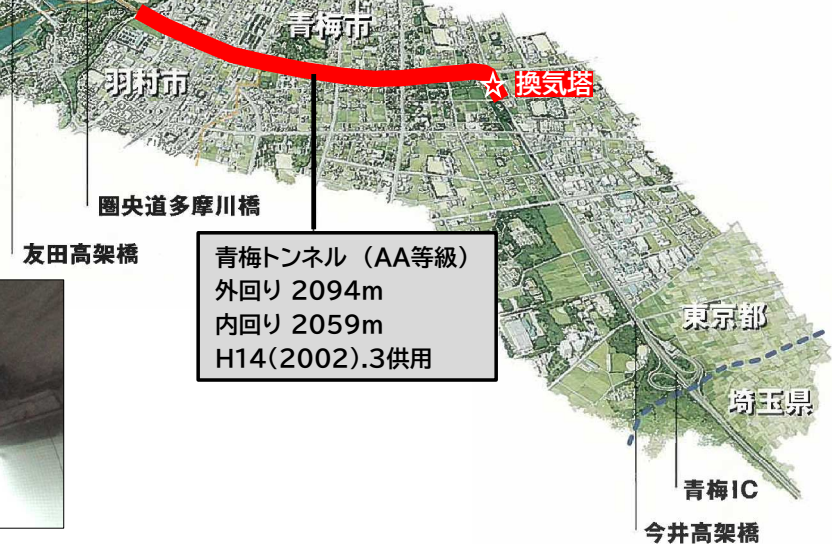 青梅市
羽村市
☆ 換気塔
圏央道多摩川橋
友田高架橋
青梅トンネル (AA等級)
外回り 2094m
内回り 2059m
H14(2002).3供用
東京都
埼玉県
青梅IC
今井高架橋